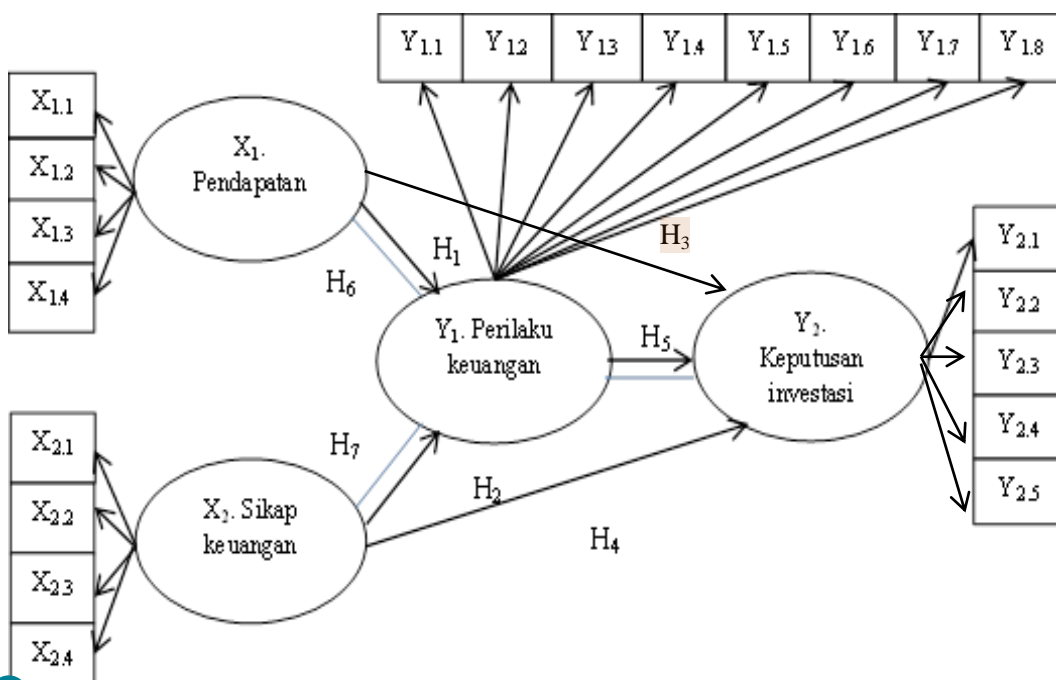 Y1.1 Y1.2 Y1.3 Y1.4 Y1.5 Y1.6 Y1.7 Y1.8
X1.1
X1.2
X1.3
X1.4
X1.
Pendapatan
H1
H3
H6
Y1. Perilaku
keuangan
H5
Y2.
Keputusan
investasi
Y2.1
Y2.2
Y2.3
Y2.4
Y2.5
X2.1
X2.2
X2.3
X2.4
X2. Sikap
keuangan
H7
H2
H4